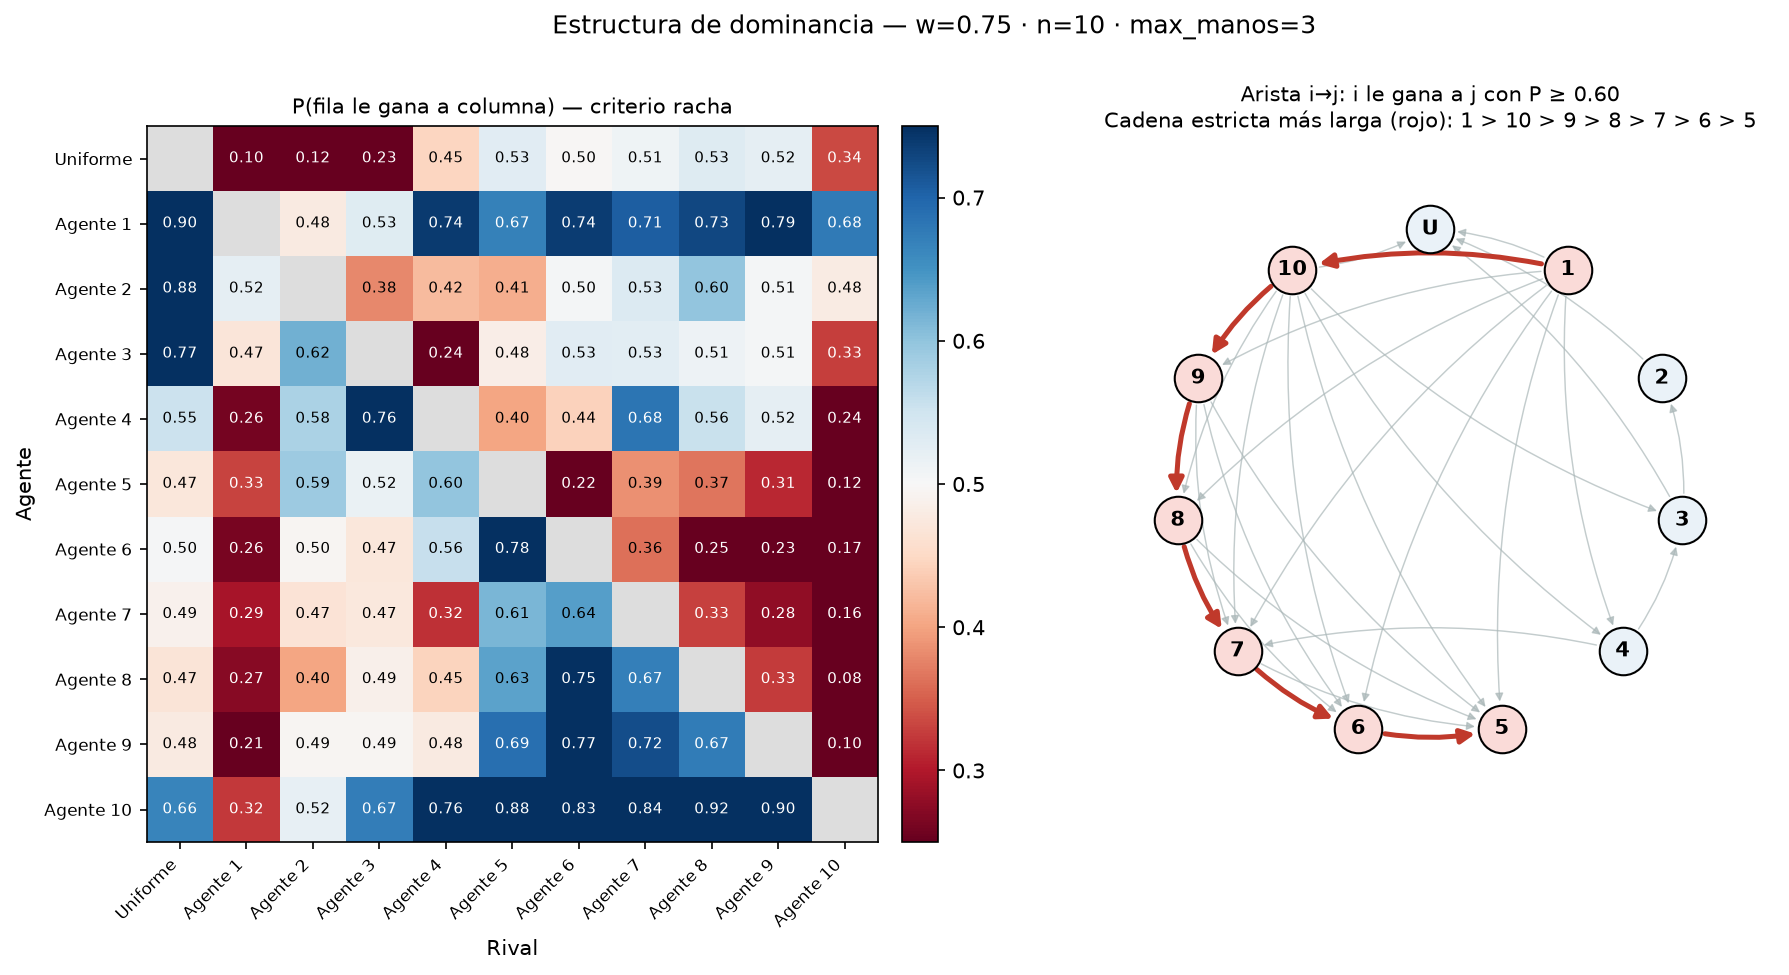 Estructura de dominancia — w=0.75 · n=10 · max_manos=3
P(fila le gana a columna) — criterio racha
Uniforme 0.10 0.12 0.23 0.45 0.53 0.50 0.51 0.53 0.52 0.34
Agente 1 0.90 0.48 0.53 0.74 0.67 0.74 0.71 0.73 0.79 0.68
Agente 2 0.88 0.52 0.38 0.42 0.41 0.50 0.53 0.60 0.51 0.48
Agente 3 0.77 0.47 0.62 0.24 0.48 0.53 0.53 0.51 0.51 0.33
Agente 4 0.55 0.26 0.58 0.76 0.40 0.44 0.68 0.56 0.52 0.24
Agente 5 0.47 0.33 0.59 0.52 0.60 0.22 0.39 0.37 0.31 0.12
Agente 6 0.50 0.26 0.50 0.47 0.56 0.78 0.36 0.25 0.23 0.17
Agente 7 0.49 0.29 0.47 0.47 0.32 0.61 0.64 0.33 0.28 0.16
Agente 8 0.47 0.27 0.40 0.49 0.45 0.63 0.75 0.67 0.33 0.08
Agente 9 0.48 0.21 0.49 0.49 0.48 0.69 0.77 0.72 0.67 0.10
Agente 10 0.66 0.32 0.52 0.67 0.76 0.88 0.83 0.84 0.92 0.90
Agente
Uniforme Agente 1 Agente 2 Agente 3 Agente 4 Agente 5 Agente 6 Agente 7 Agente 8 Agente 9 Agente 10
Rival
0.7
0.6
0.5
0.4
0.3
Arista i→j: i le gana a j con P ≥ 0.60
Cadena estricta más larga (rojo): 1 > 10 > 9 > 8 > 7 > 6 > 5
U
10 1
9 2
8 3
7 4
6 5